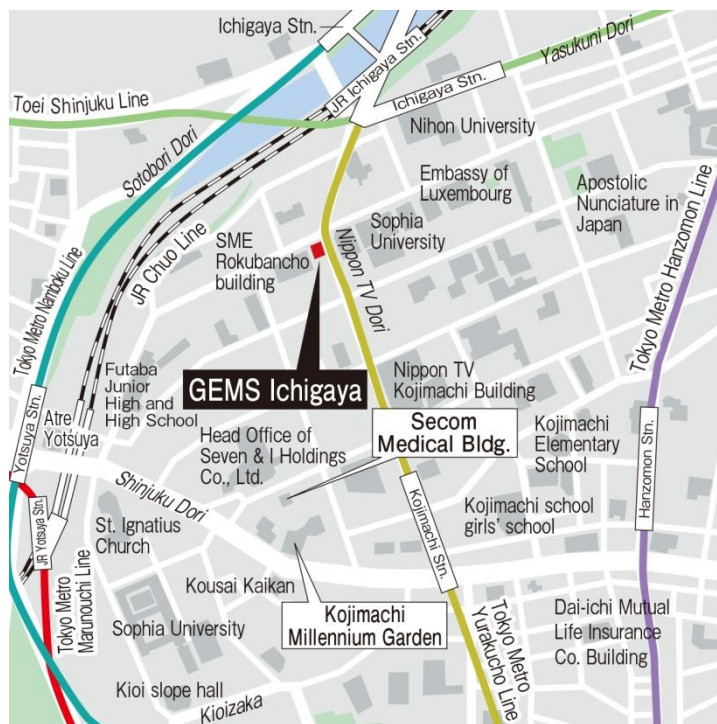 Ichigaya Stn.
JR Ichigaya Stn.
Ichigaya Stn.
Yasukuni Dori
Toei Shinjuku Line
Nihon University
Sotobori Dori
Embassy of
Luxembourg
Apostolic
Nunciature in
Japan
Tokyo Metro Hanzomon Line
Sophia
University
SME
Rokubancho
building
Nippon TV Dori
JR Chuo Line
Tokyo Metro Namboku Line
GEMS Ichigaya
Futaba
Junior
High and
High School
Nippon TV
Kojimachi Building
Yotsuya Stn.
Atre
Yotsuya
Head Office of
Seven & I Holdings
Co., Ltd.
Secom
Medical Bldg.
Kojimachi
Elementary
School
Hanzomon Stn.
Shinjuku Dori
Kojimachi Stn.
Kojimachi school
girls' school
JR Yotsuya Stn.
St. Ignatius
Church
Tokyo Metro
Marunouchi Line
Kousai Kaikan
Kojimachi
Millennium Garden
Tokyo Metro
Yurakucho Line
Dai-ichi Mutual
Life Insurance
Co. Building
Sophia University
Kioi slope hall
Kioizaka